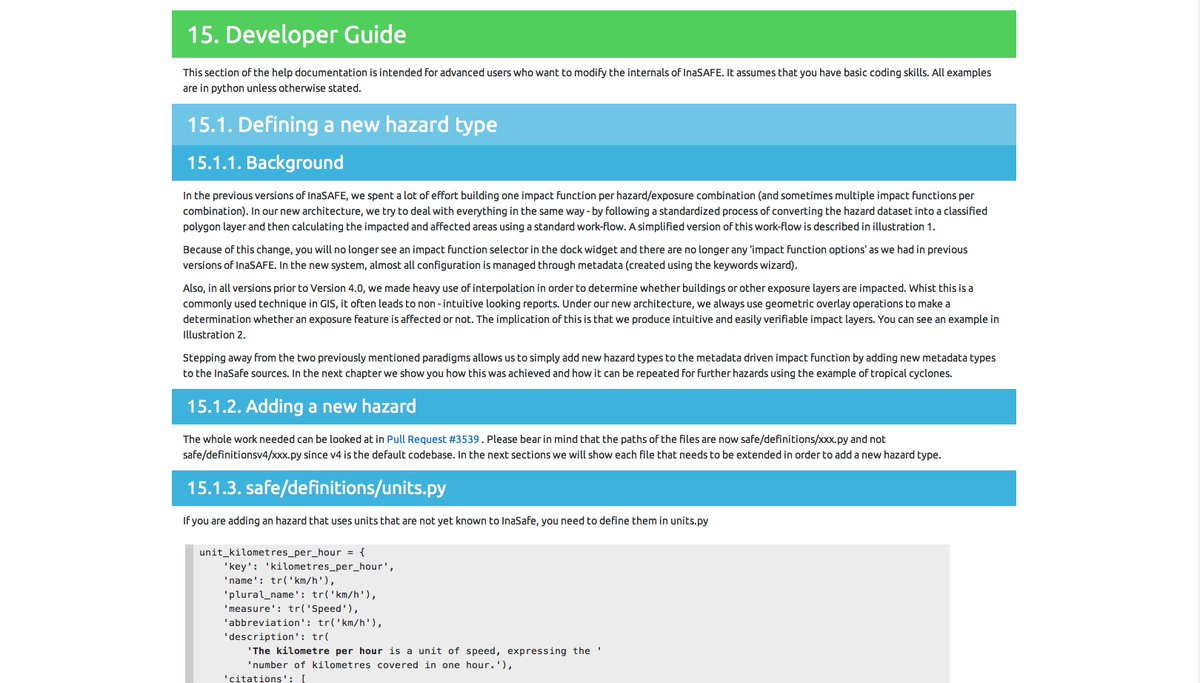 15. Developer Guide
This section of the help documentation is intended for advanced users who want to modify the internals of InaSAFE. It assumes that you have basic coding skills. All examples
are in python unless otherwise stated.
15.1. Defining a new hazard type
15.1.1. Background
In the previous versions of InaSAFE, we spent a lot of effort building one impact function per hazard/exposure combination (and sometimes multiple impact functions per
combination). In our new architecture, we try to deal with everything in the same way - by following a standardized process of converting the hazard dataset into a classified
polygon layer and then calculating the impacted and affected areas using a standard work-flow. A simplified version of this work-flow is described in illustration 1.
Because of this change, you will no longer see an impact function selector in the dock widget and there are no longer any 'impact function options' as we had in previous
versions of InaSAFE. In the new system, almost all configuration is managed through metadata (created using the keywords wizard).
Also, in all versions prior to Version 4.0, we made heavy use of interpolation in order to determine whether buildings or other exposure layers are impacted. Whist this is a
commonly used technique in GIS, it often leads to non - intuitive looking reports. Under our new architecture, we always use geometric overlay operations to make a
determination whether an exposure feature is affected or not. The implication of this is that we produce intuitive and easily verifiable impact layers. You can see an example in
Illustration 2.
Stepping away from the two previously mentioned paradigms allows us to simply add new hazard types to the metadata driven impact function by adding new metadata types
to the InaSafe sources. In the next chapter we show you how this was achieved and how it can be repeated for further hazards using the example of tropical cyclones.
15.1.2. Adding a new hazard
The whole work needed can be looked at in Pull Request #3539 . Please bear in mind that the paths of the files are now safe/definitions/xxx.py and not
safe/definitionsv4/xxx.py since v4 is the default codebase. In the next sections we will show each file that needs to be extended in order to add a new hazard type.
15.1.3. safe/definitions/units.py
If you are adding an hazard that uses units that are not yet known to InaSafe, you need to define them in units.py
unit_kilometres_per_hour = {
'key': 'kilometres_per_hour',
'name': tr('km/h'),
'plural_name': tr('km/h'),
'measure': tr('Speed'),
'abbreviation': tr('km/h'),
'description': tr(
'The kilometre per hour is a unit of speed, expressing the '
'number of kilometres covered in one hour.'),
'citations': [